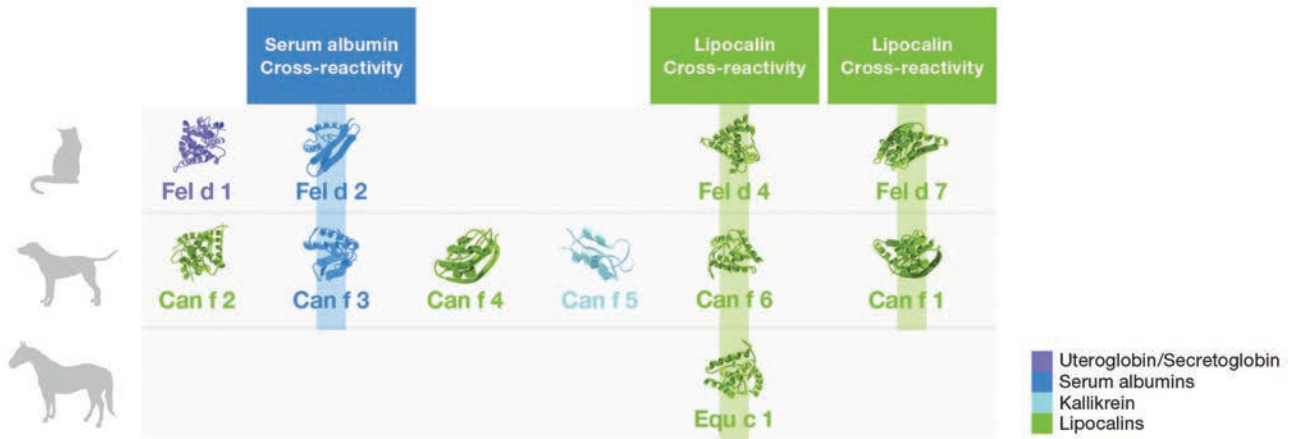 Serum albumin
Cross-reactivity
Lipocalin
Cross-reactivity
Lipocalin
Cross-reactivity
Fel d 1
Fel d 2
Fel d 4
Fel d 7
Can f 2
Can f 3
Can f 4
Can f 5
Can f 6
Can f 1
Equ c 1
Uteroglobin/Secretoglobin
Serum albumins
Kallikrein
Lipocalins